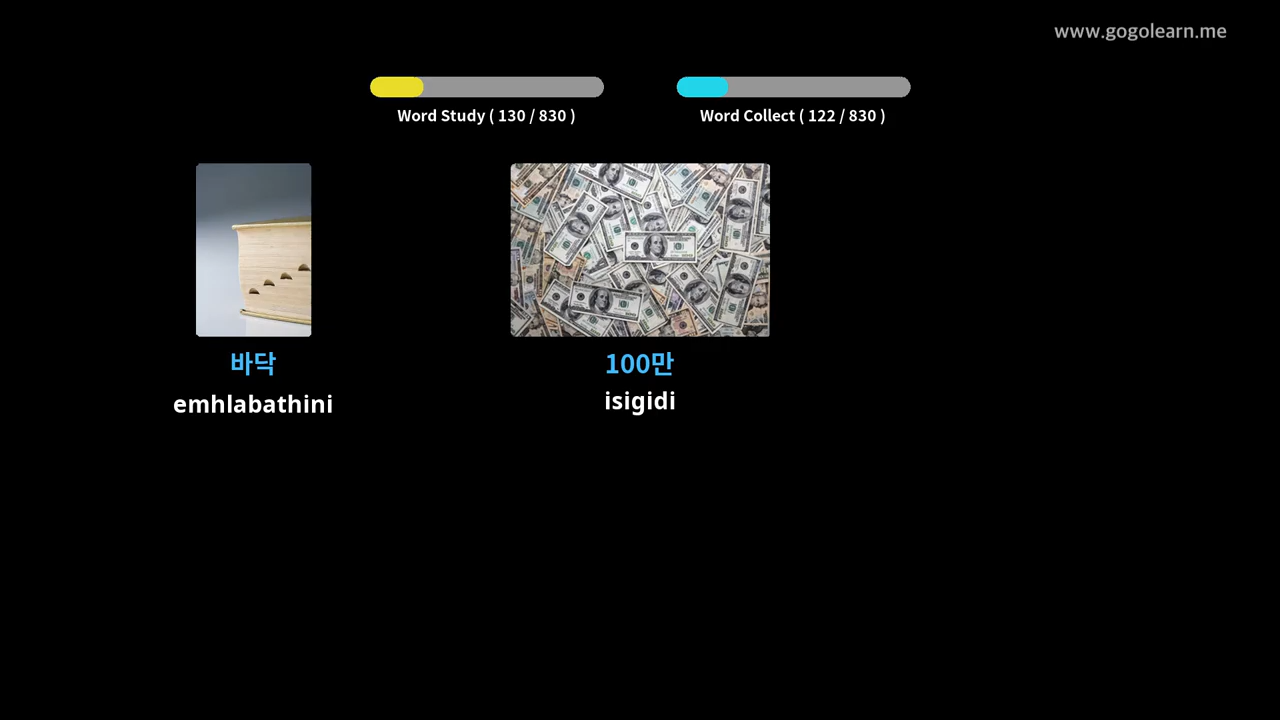 www.gogolearn.me
Word Study ( 130 / 830 )
Word Collect ( 122 / 830 )
바닥
emhlabathini
100만
isigidi